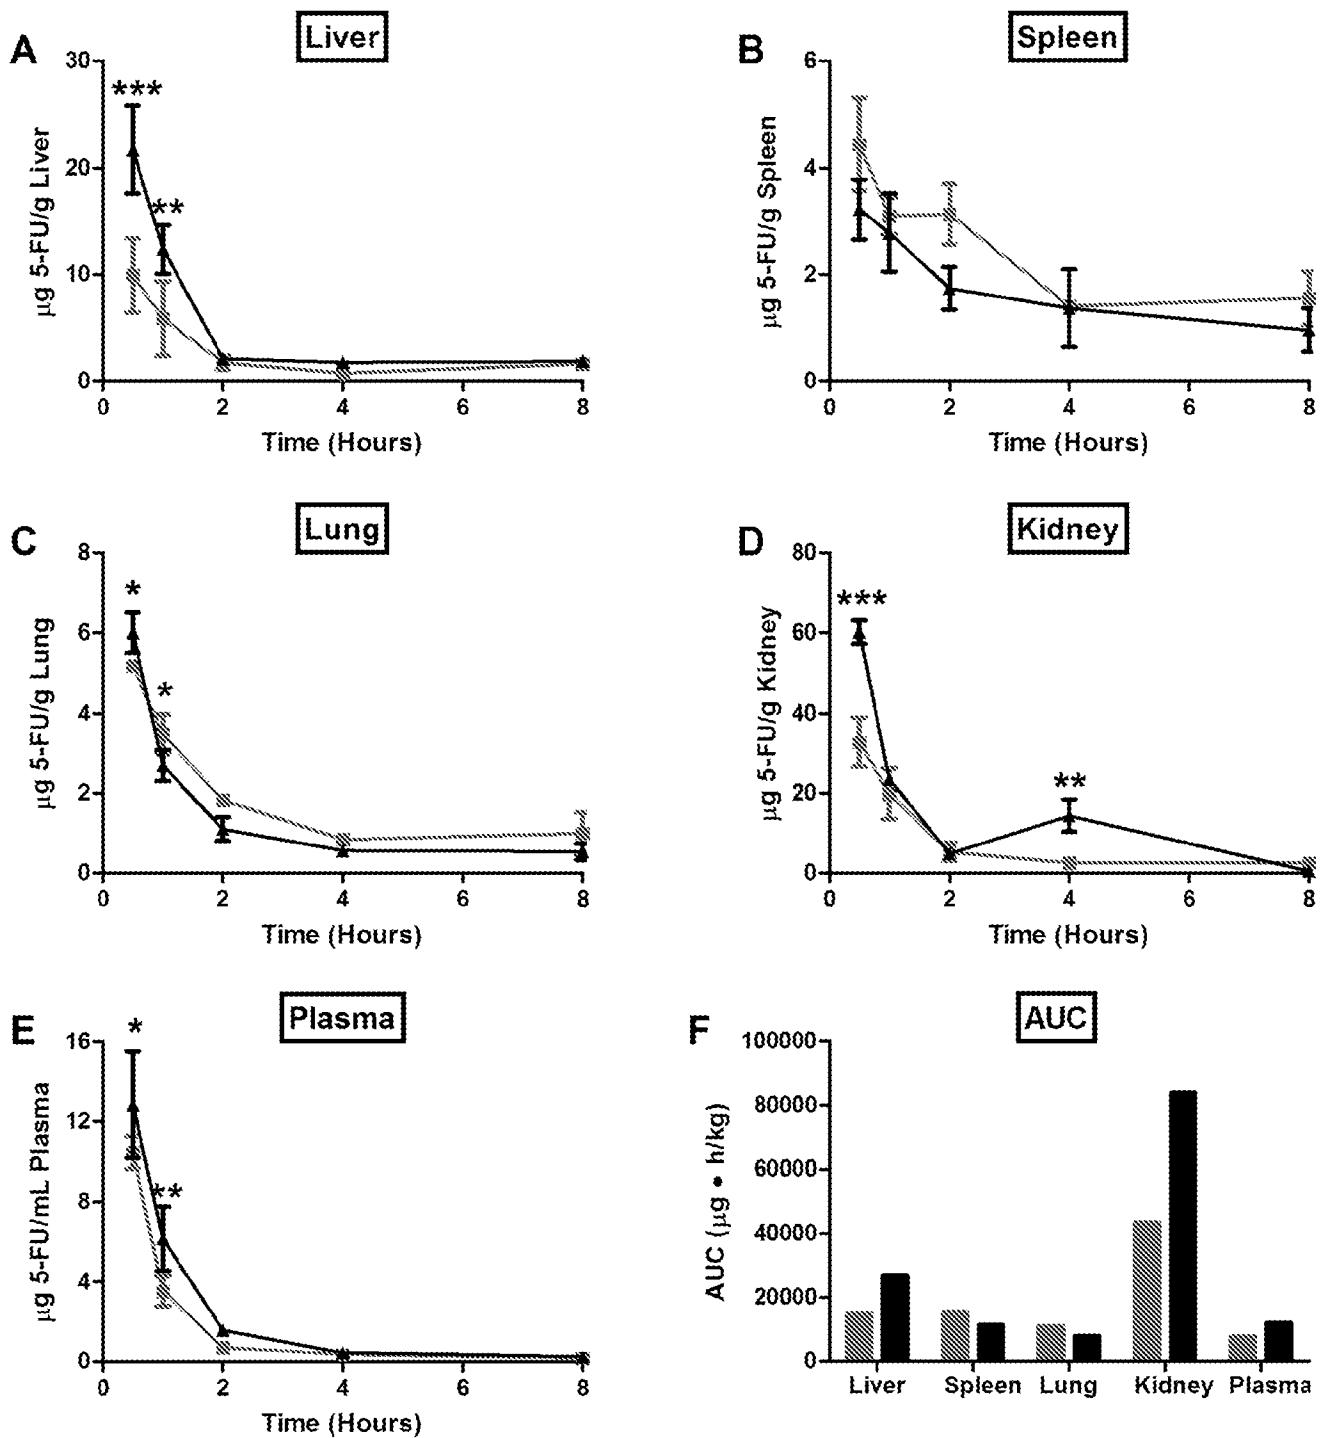 A
Liver
μg 5-FU/g Liver
30
20
10
0
***
**
0 2 4 6 8
Time (Hours)
B
Spleen
μg 5-FU/g Spleen
6
4
2
0
0 2 4 6 8
Time (Hours)
C
Lung
μg 5-FU/g Lung
8
6
4
2
0
*
*
0 2 4 6 8
Time (Hours)
D
Kidney
μg 5-FU/g Kidney
80
60
40
20
0
***
**
0 2 4 6 8
Time (Hours)
E
Plasma
μg 5-FU/mL Plasma
16
12
8
4
0
*
**
0 2 4 6 8
Time (Hours)
F
AUC
AUC (μg • h/kg)
100000
80000
60000
40000
20000
0
Liver Spleen Lung Kidney Plasma